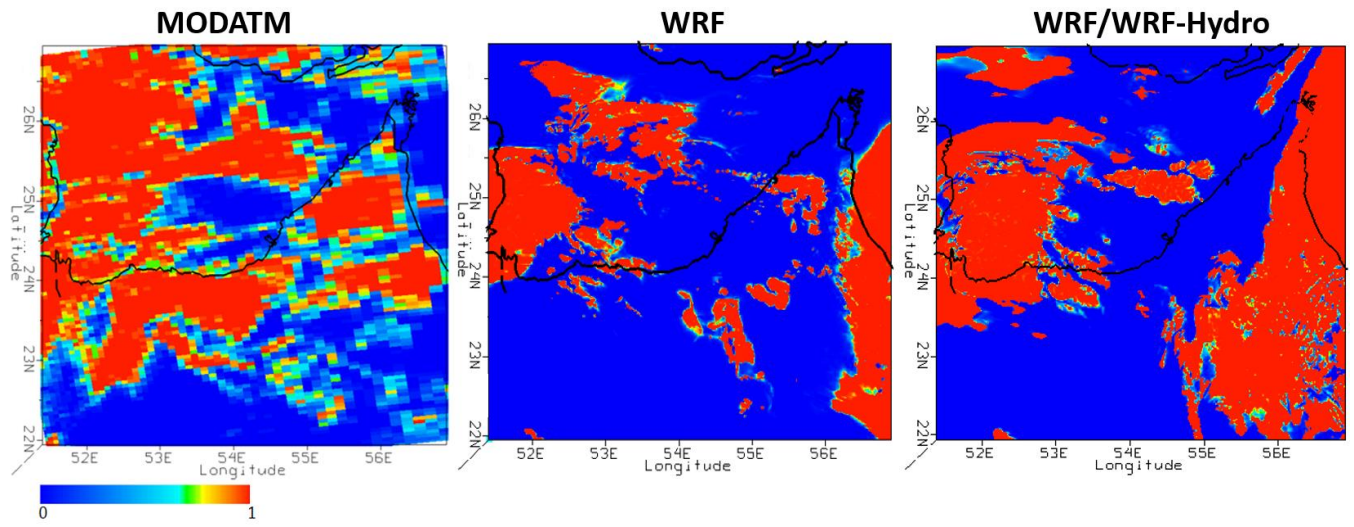 MODATM
WRF
WRF/WRF-Hydro
26N
25N
24N
23N
22N
Latitude
52E
53E
54E
55E
56E
Longitude
26N
25N
24N
23N
22N
Latitude
52E
53E
54E
55E
56E
Longitude
26N
25N
24N
23N
22N
Latitude
52E
53E
54E
55E
56E
Longitude
0
1